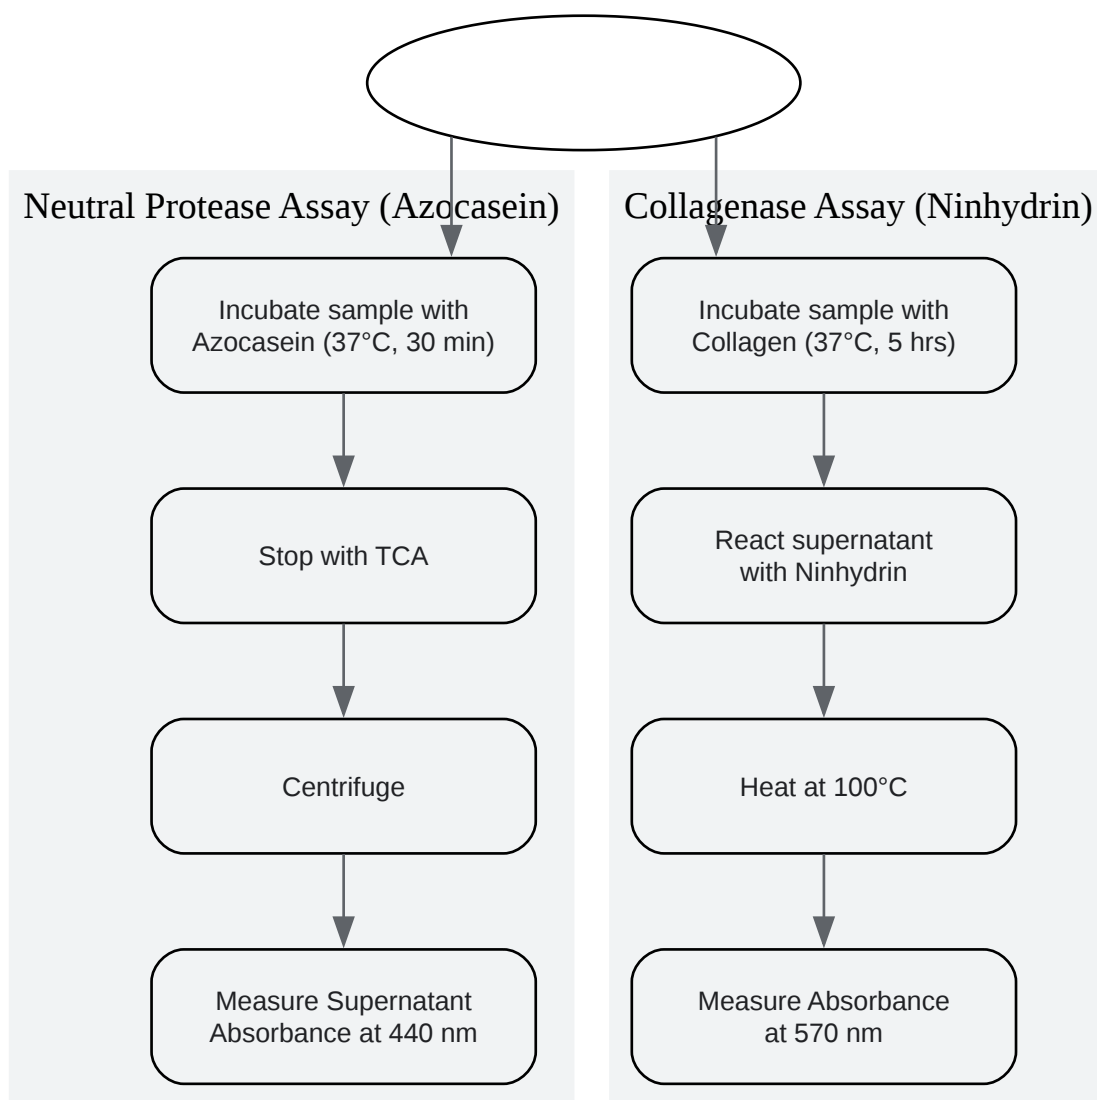 Neutral Protease Assay (Azocasein)
Incubate sample with
Azocasein (37°C, 30 min)
Stop with TCA
Centrifuge
Measure Supernatant
Absorbance at 440 nm
Collagenase Assay (Ninhydrin)
Incubate sample with
Collagen (37°C, 5 hrs)
React supernatant
with Ninhydrin
Heat at 100°C
Measure Absorbance
at 570 nm